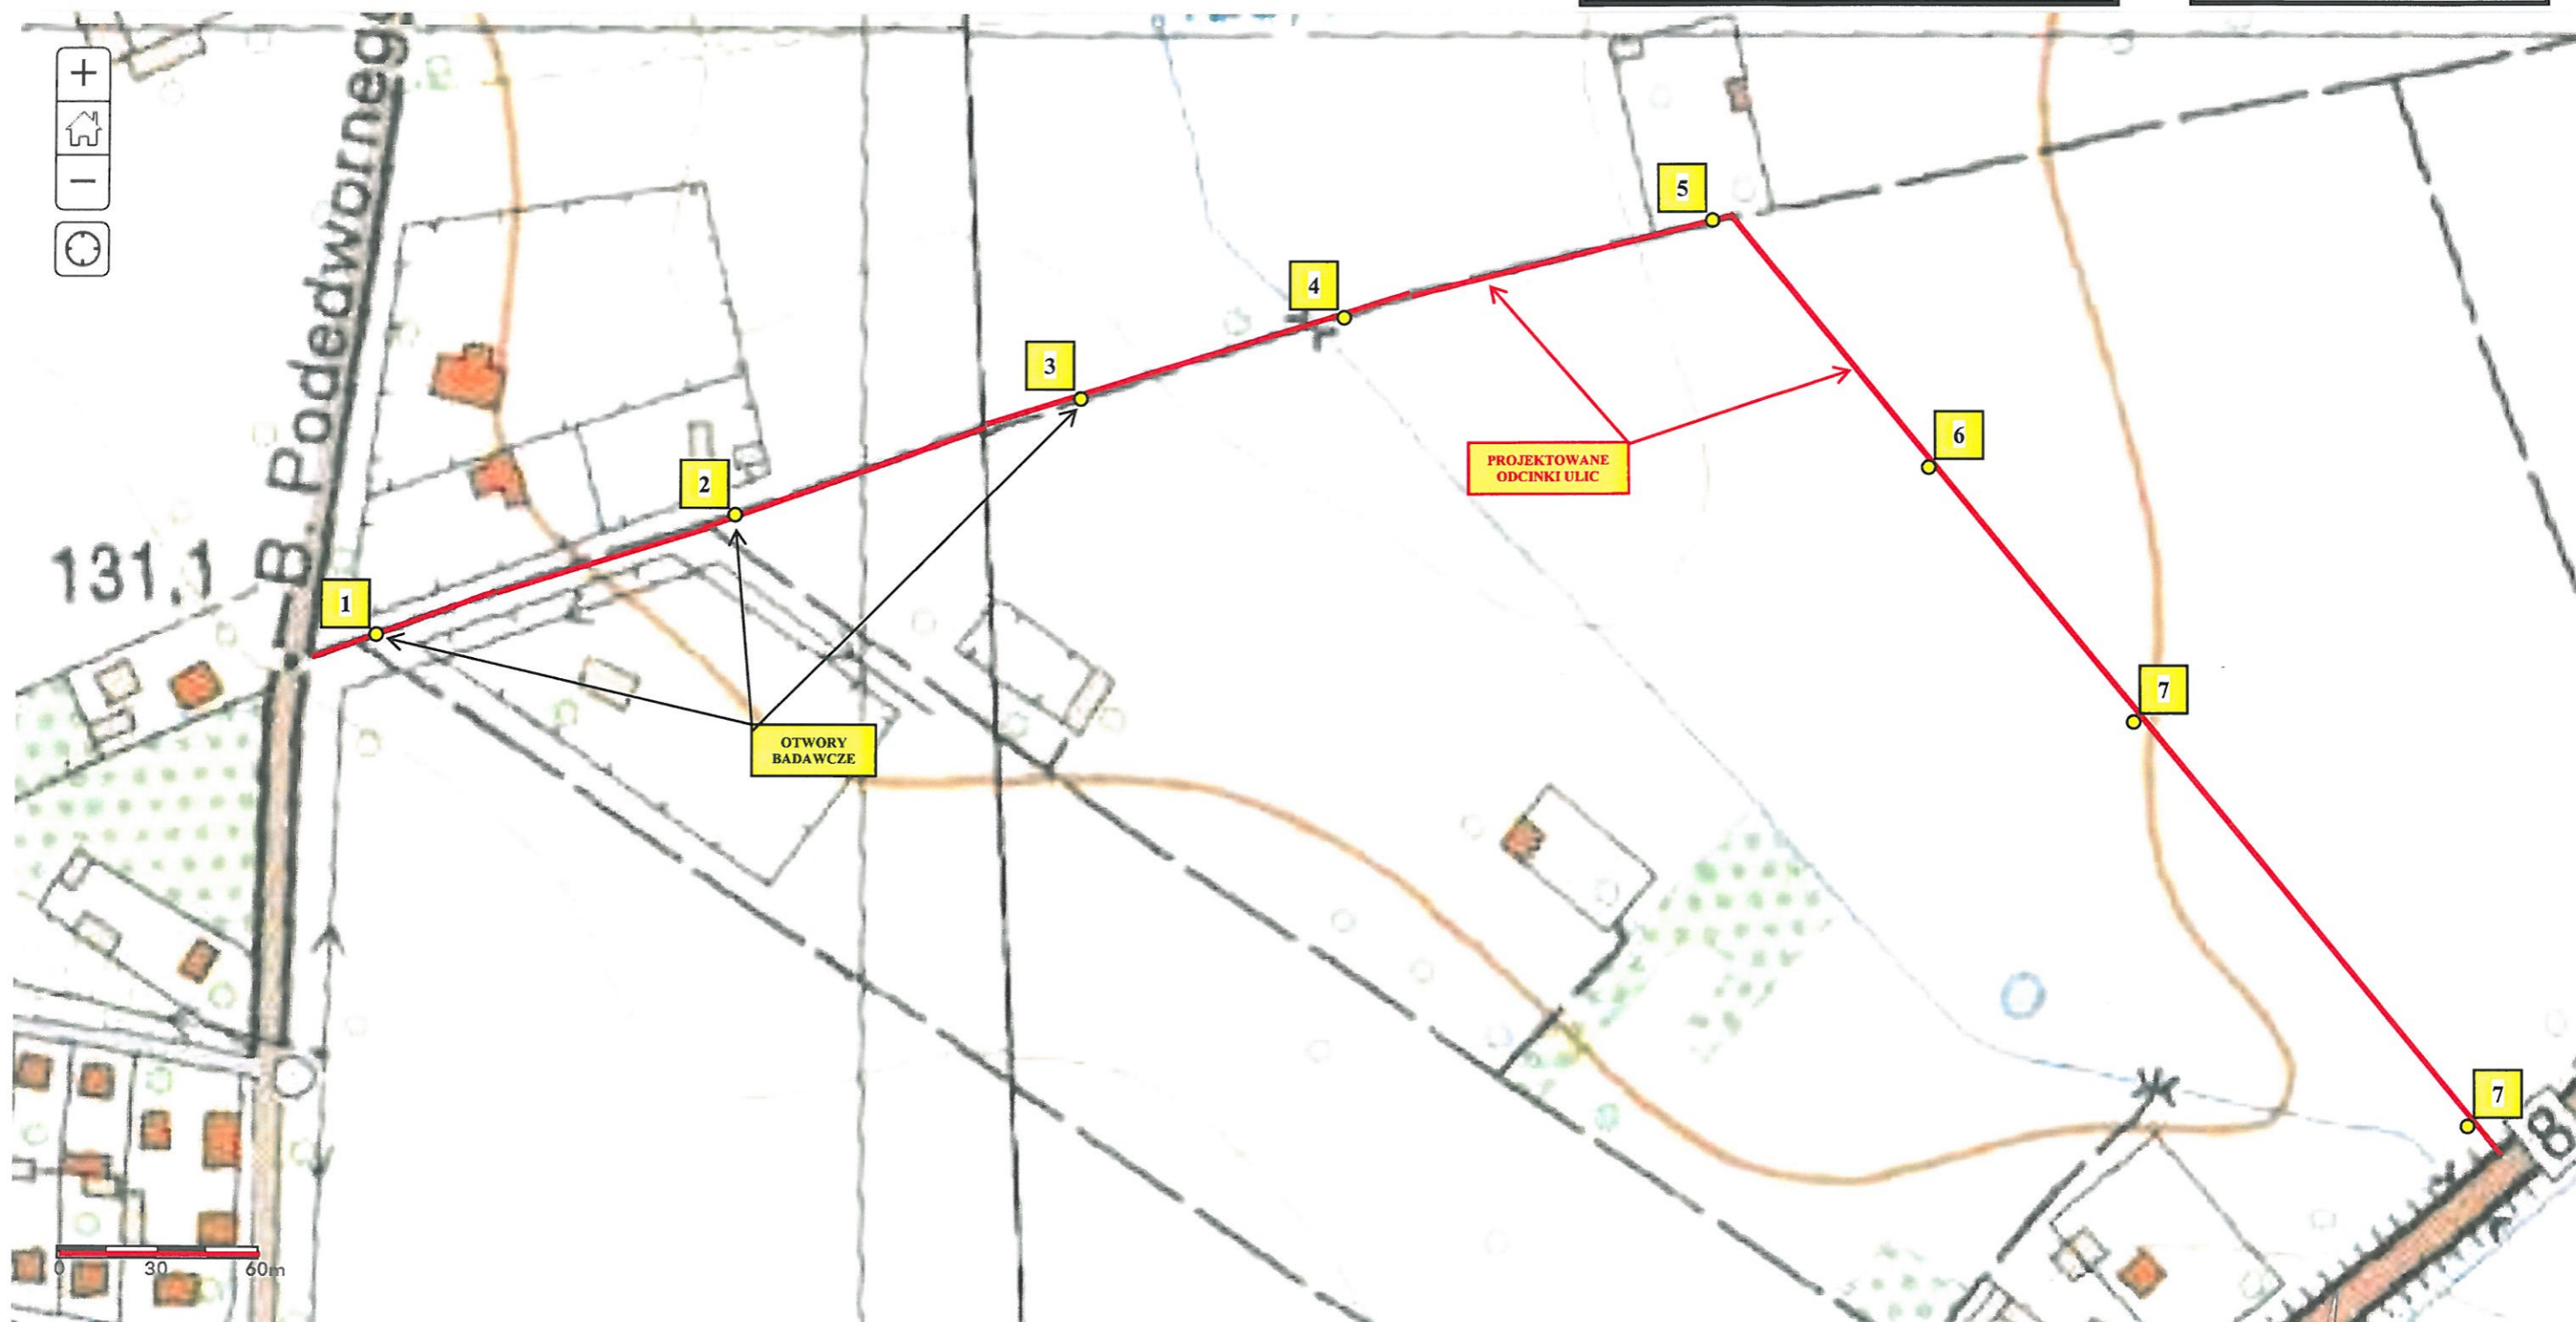 +
−
B. Podedworneg
5
4
3
6
PROJEKTOWANE
ODCINKI ULIC
2
131,1
1
7
OTWORY
BADAWCZE
7
8
0 30 60m